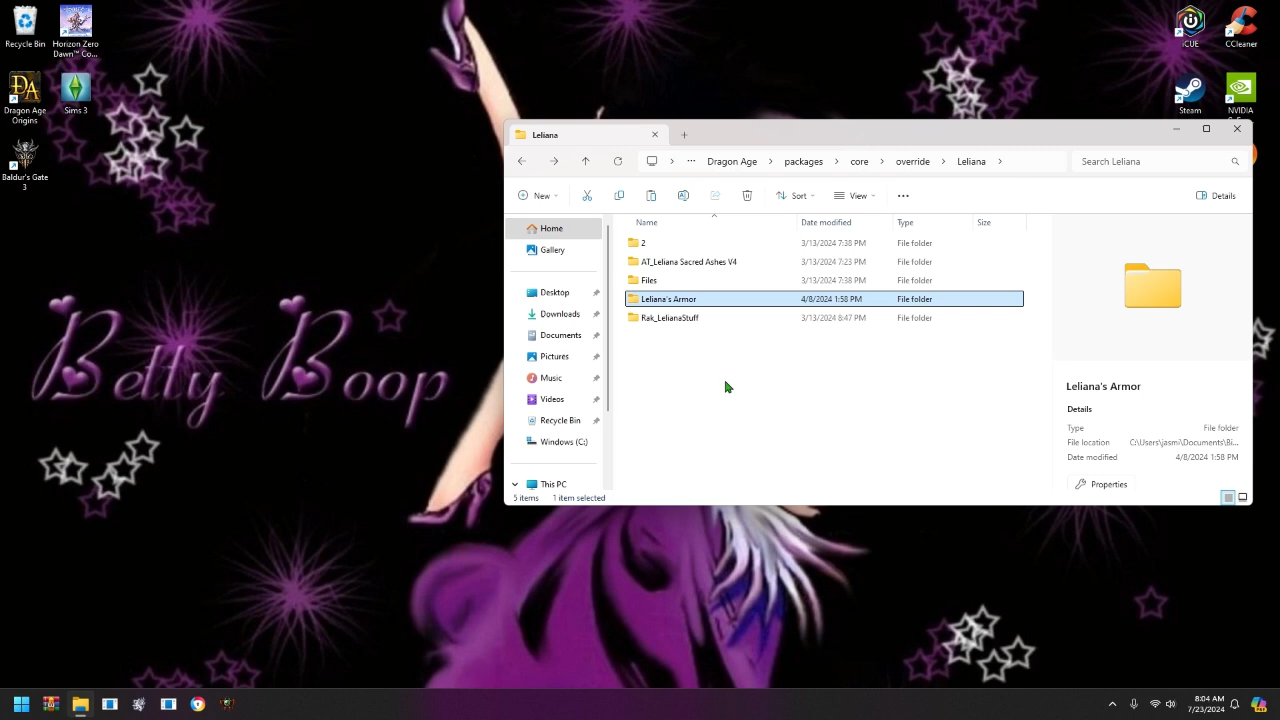 Recycle Bin
Horizon Zero
Dawn™ Co...
Dragon Age
Origins
Sims 3
Baldur's Gate
3
iCUE
CCleaner
Steam
NVIDIA
Betty Boop
Leliana
Dragon Age > packages > core > override > Leliana >
Search Leliana
New
Sort
View
Details
Home
Gallery
Desktop
Downloads
Documents
Pictures
Music
Videos
Recycle Bin
Windows (C:)
This PC
Name Date modified Type Size
2 3/13/2024 7:38 PM File folder
AT_Leliana Sacred Ashes V4 3/13/2024 7:23 PM File folder
Files 3/13/2024 7:38 PM File folder
Leliana's Armor 4/8/2024 1:58 PM File folder
Rak_LelianaStuff 3/13/2024 8:47 PM File folder
Leliana's Armor
Details
Type File folder
File location C:\Users\jasmi\Documents\Bi...
Date modified 4/8/2024 1:58 PM
Properties
5 items 1 item selected
8:04 AM
7/23/2024